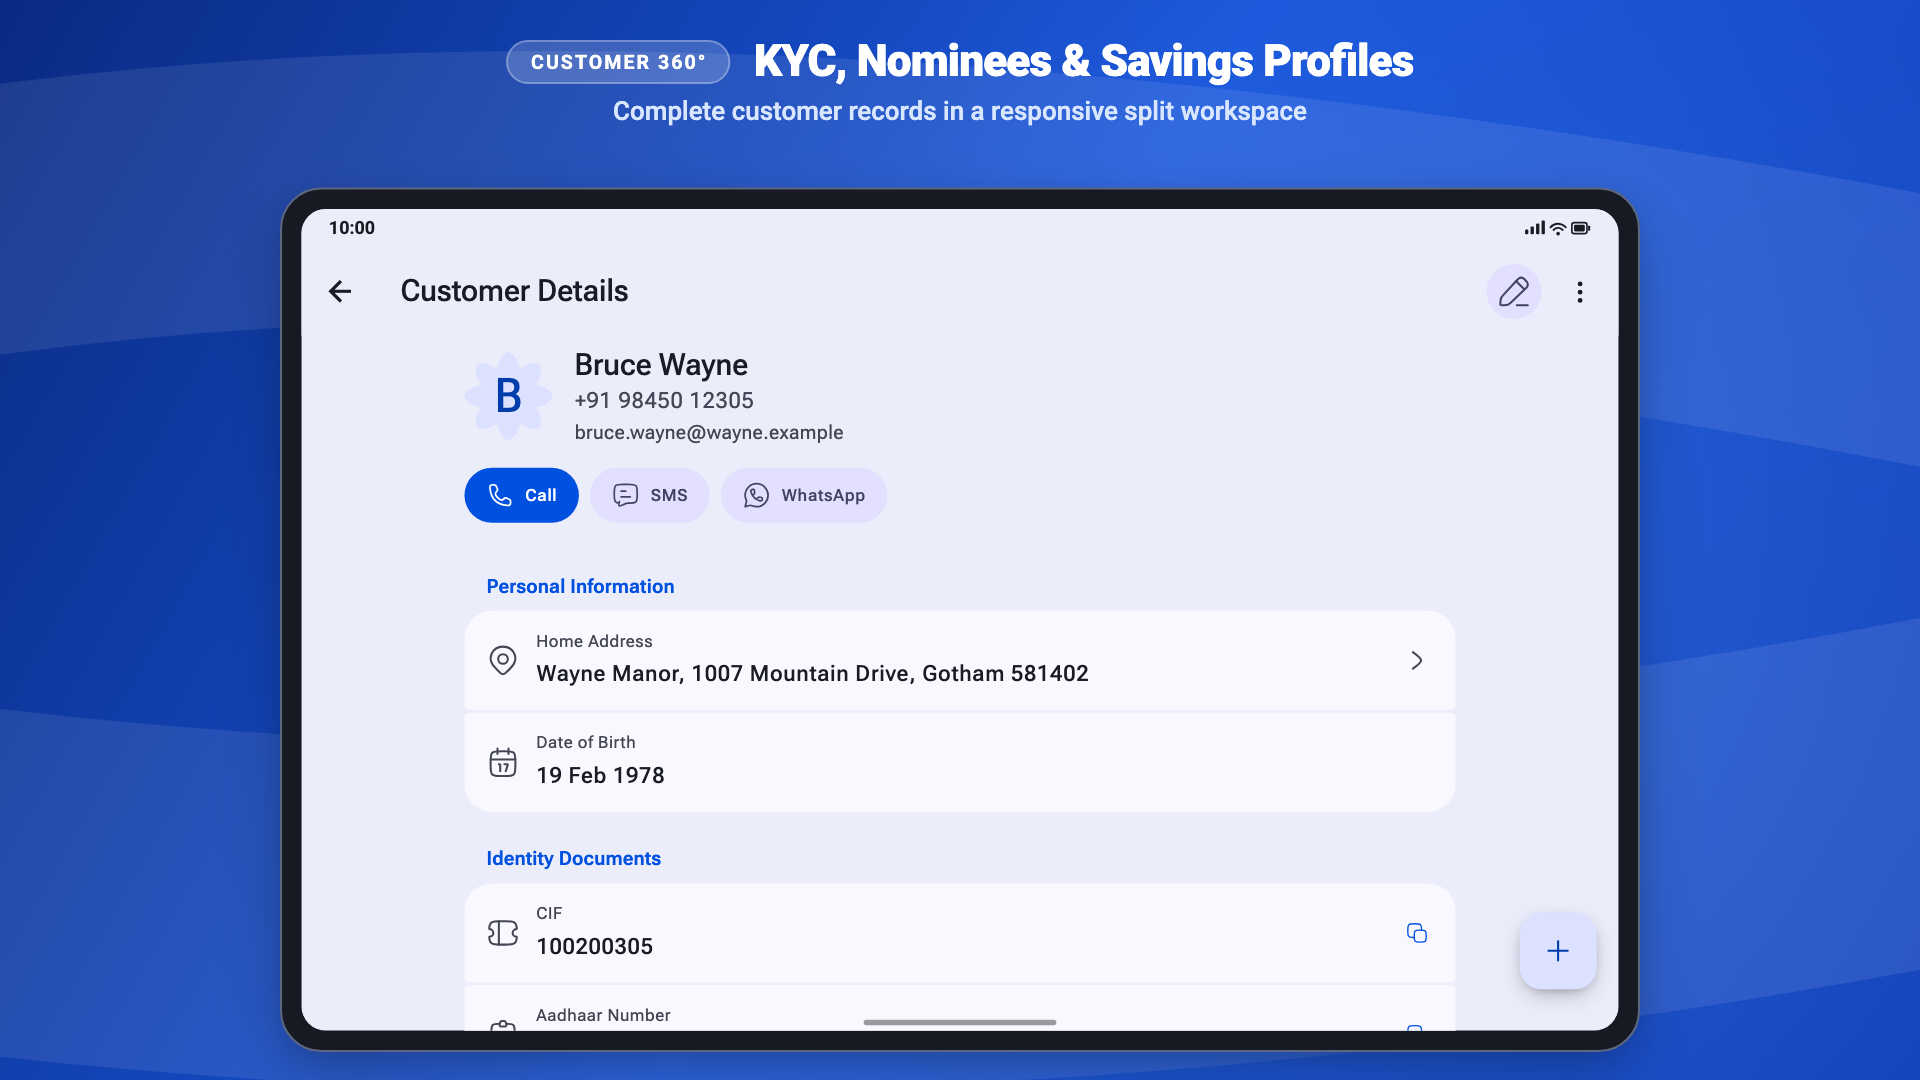 CUSTOMER 360°
KYC, Nominees & Savings Profiles
Complete customer records in a responsive split workspace
10:00
Customer Details
B
Bruce Wayne
+91 98450 12305
bruce.wayne@wayne.example
Call
SMS
WhatsApp
Personal Information
Home Address
Wayne Manor, 1007 Mountain Drive, Gotham 581402
17
Date of Birth
19 Feb 1978
Identity Documents
CIF
100200305
Aadhaar Number